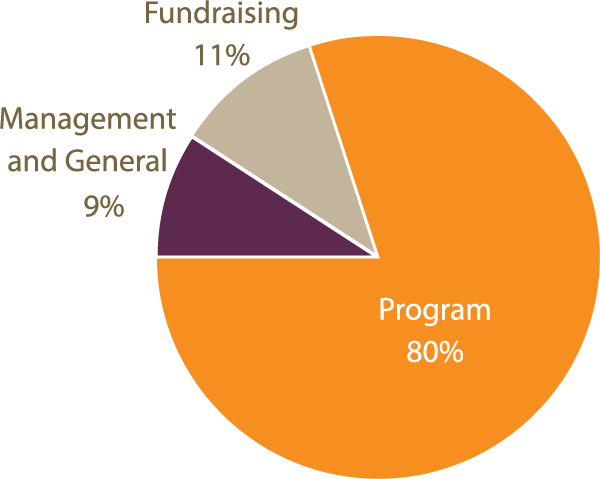 Fundraising
11%
Management
and General
9%
Program
80%